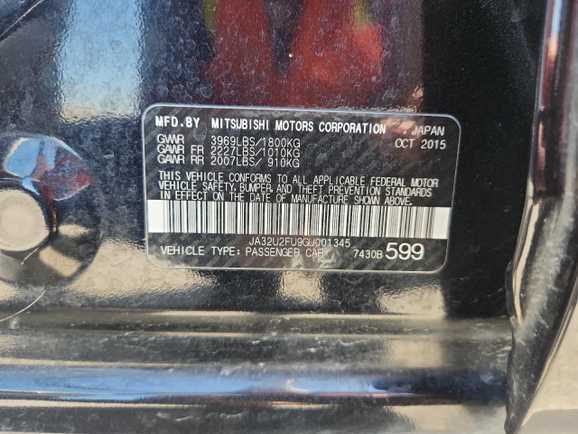 MFD.BY MITSUBISHI MOTORS CORPORATION, JAPAN
GVWR 3969LBS/1800KG OCT 2015
GAWR FR 2227LBS/1010KG
GAWR RR 2007LBS/ 910KG
THIS VEHICLE CONFORMS TO ALL APPLICABLE FEDERAL MOTOR
VEHICLE SAFETY, BUMPER AND THEFT PREVENTION STANDARDS
IN EFFECT ON THE DATE OF MANUFACTURE SHOWN ABOVE.
JA32U2FU9GU001345
VEHICLE TYPE: PASSENGER CAR 7430B 599